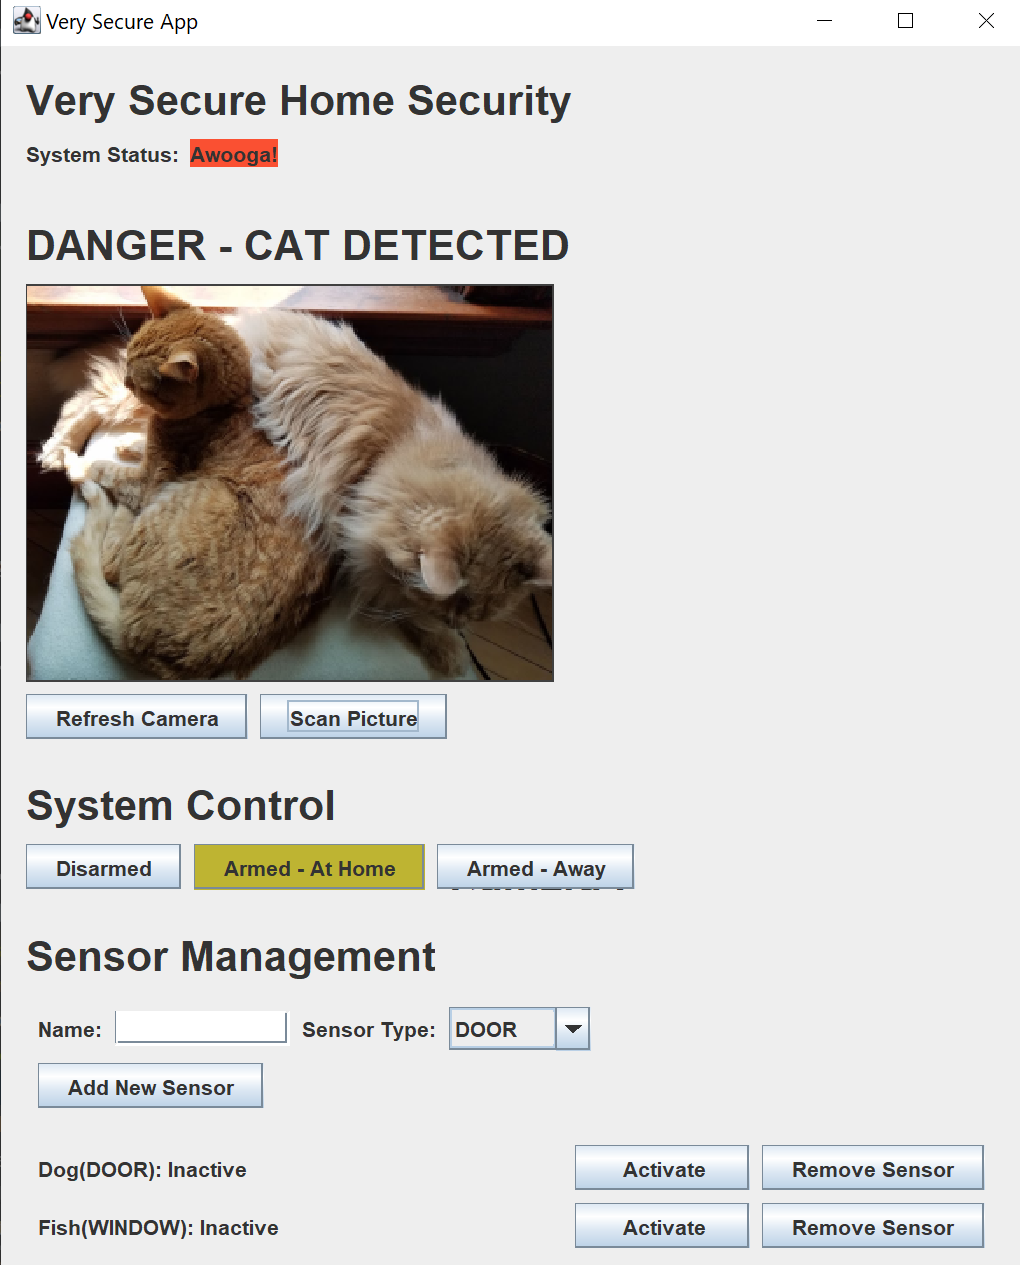 Very Secure App
Very Secure Home Security
System Status: Awooga!
DANGER - CAT DETECTED
Refresh Camera Scan Picture
System Control
Disarmed Armed - At Home Armed - Away
Sensor Management
Name: Sensor Type: DOOR
Add New Sensor
Dog(DOOR): Inactive Activate Remove Sensor
Fish(WINDOW): Inactive Activate Remove Sensor